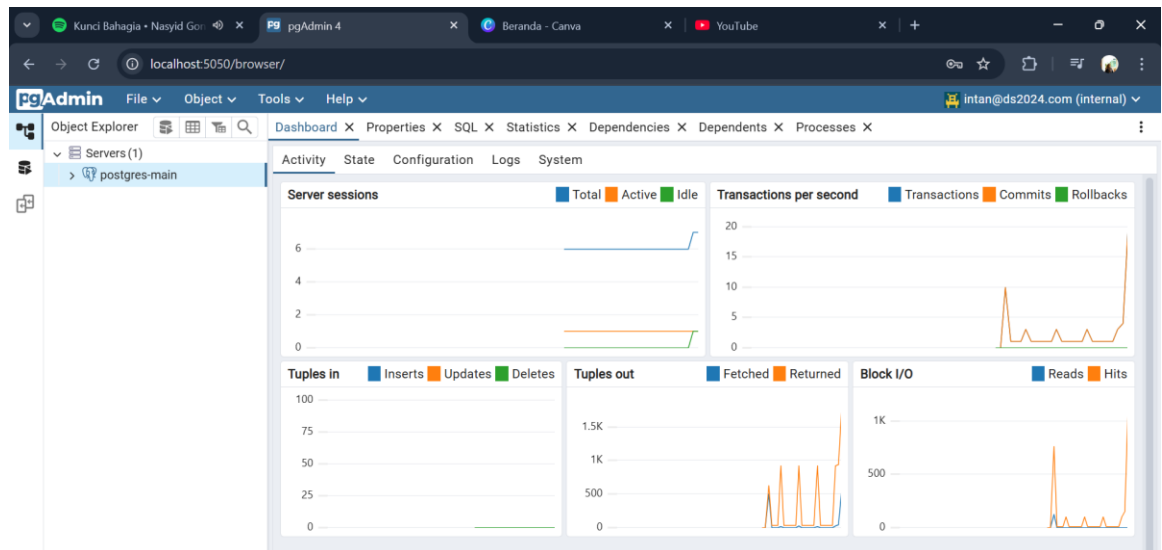 Kunci Bahagia • Nasyid Gon
pgAdmin 4
Beranda - Canva
YouTube
localhost:5050/browser/
pgAdmin File Object Tools Help intan@ds2024.com (internal)
Object Explorer
Dashboard Properties SQL Statistics Dependencies Dependents Processes
Servers (1)
postgres-main
Activity State Configuration Logs System
Server sessions Total Active Idle
6
4
2
0
Transactions per second Transactions Commits Rollbacks
20
15
10
5
0
Tuples in Inserts Updates Deletes
100
75
50
25
0
Tuples out Fetched Returned
1.5K
1K
500
0
Block I/O Reads Hits
1K
500
0